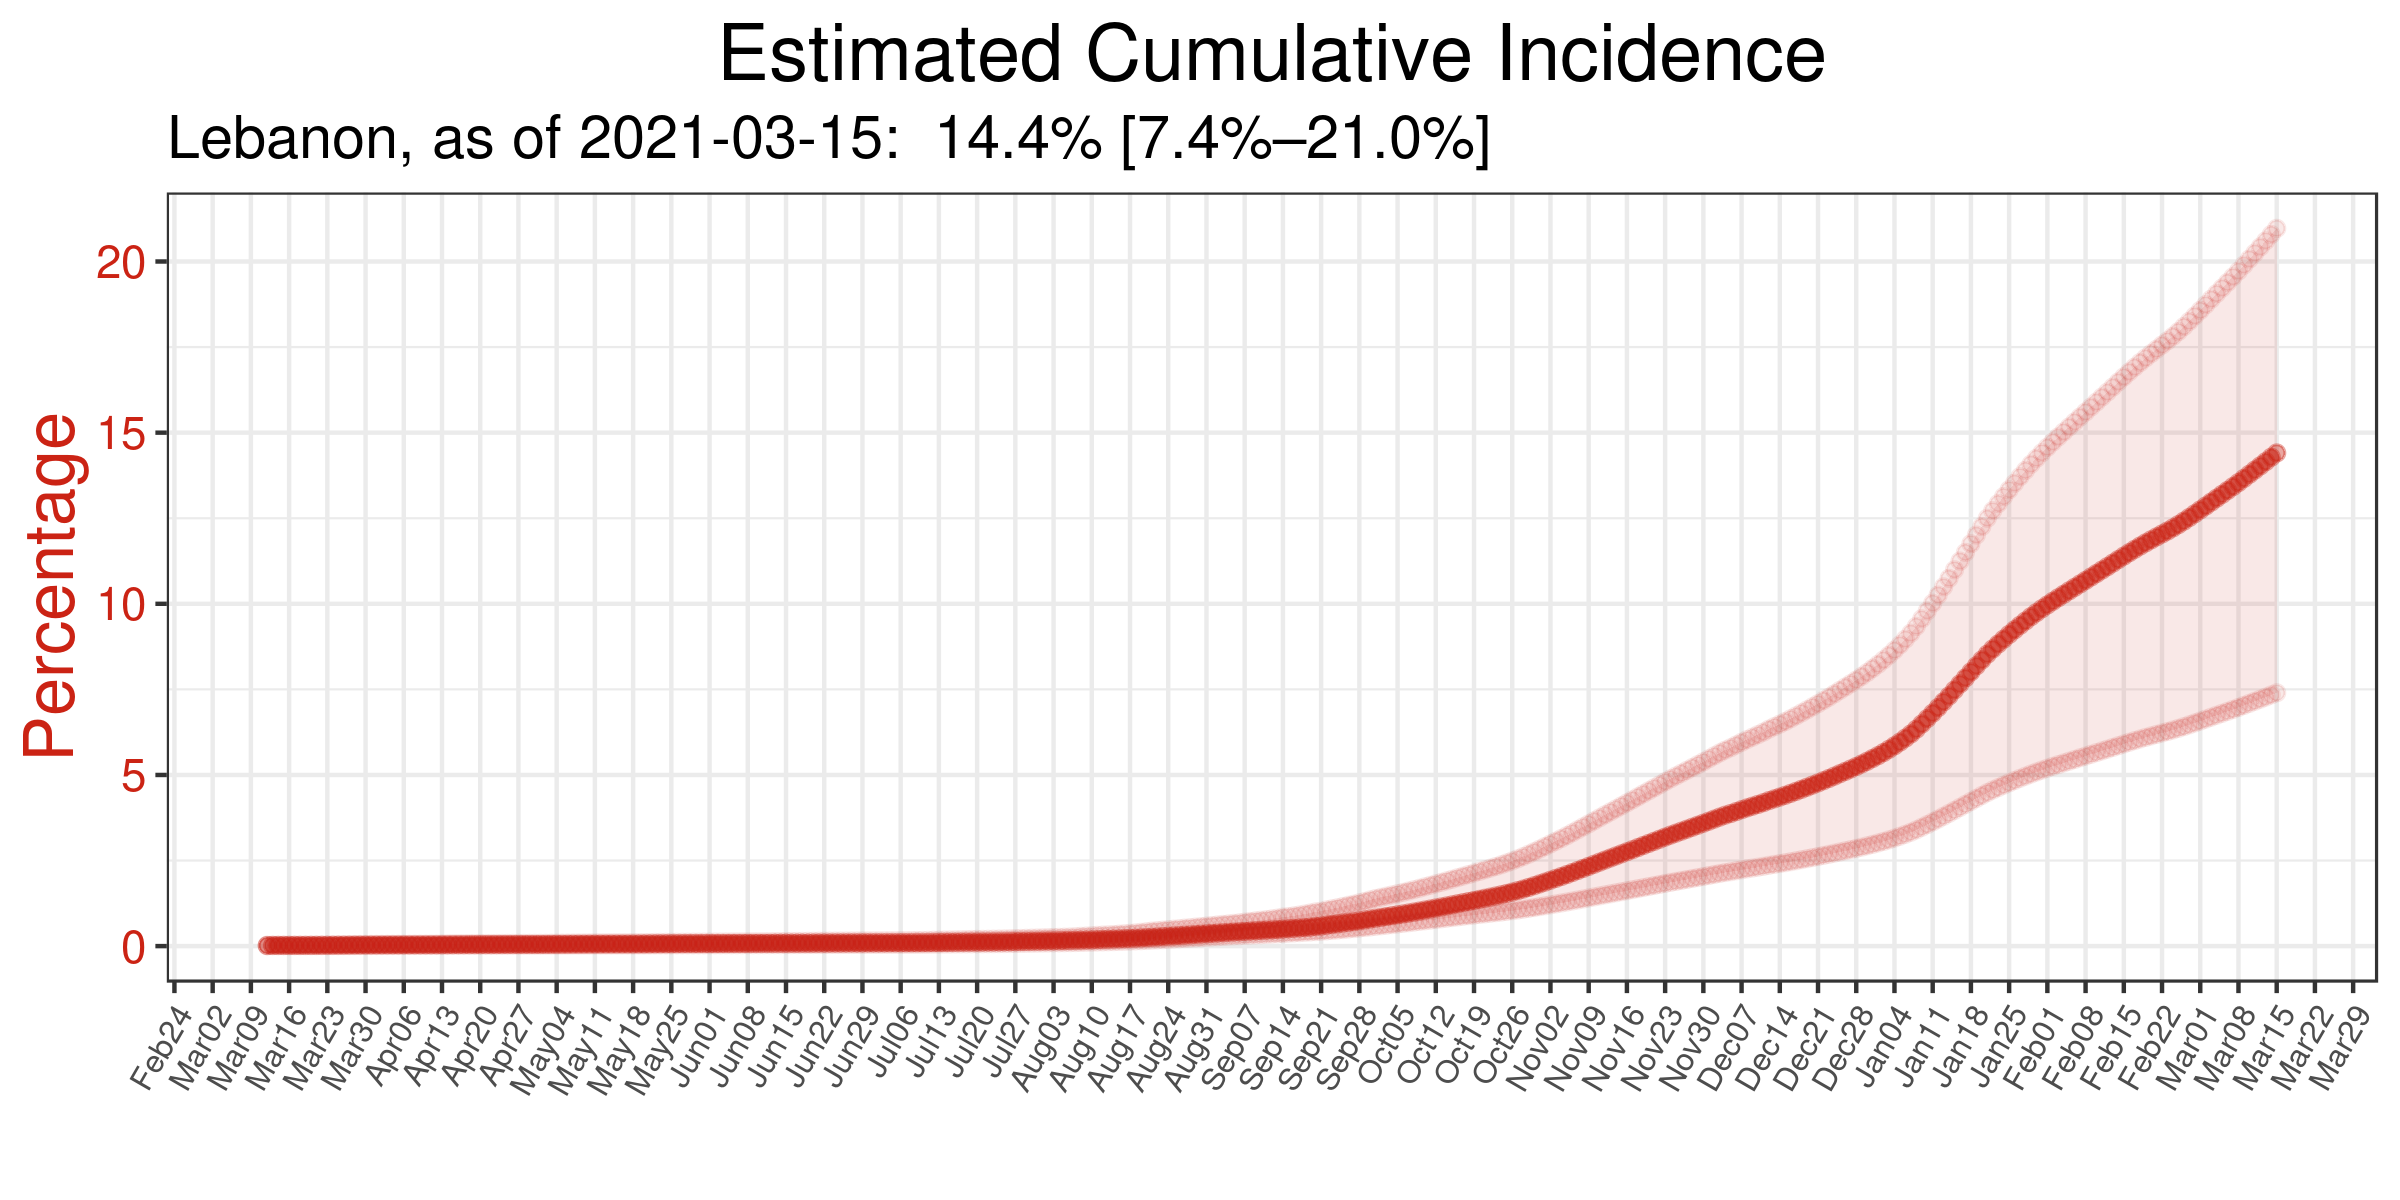 Estimated Cumulative Incidence
Lebanon, as of 2021-03-15:  14.4% [7.4%–21.0%]
Percentage
20
15
10
5
0
Feb24
Mar02
Mar09
Mar16
Mar23
Mar30
Apr06
Apr13
Apr20
Apr27
May04
May11
May18
May25
Jun01
Jun08
Jun15
Jun22
Jun29
Jul06
Jul13
Jul20
Jul27
Aug03
Aug10
Aug17
Aug24
Aug31
Sep07
Sep14
Sep21
Sep28
Oct05
Oct12
Oct19
Oct26
Nov02
Nov09
Nov16
Nov23
Nov30
Dec07
Dec14
Dec21
Dec28
Jan04
Jan11
Jan18
Jan25
Feb01
Feb08
Feb15
Feb22
Mar01
Mar08
Mar15
Mar22
Mar29